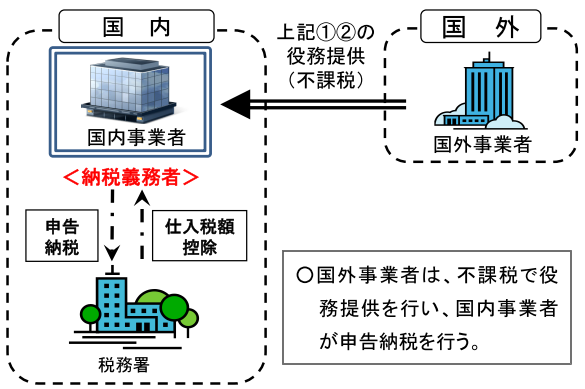 国　内
国　外
上記①②の
役務提供
（不課税）
国内事業者
国外事業者
＜納税義務者＞
申告
納税
仕入税額
控除
税務署
○国外事業者は、不課税で役
務提供を行い、国内事業者
が申告納税を行う。